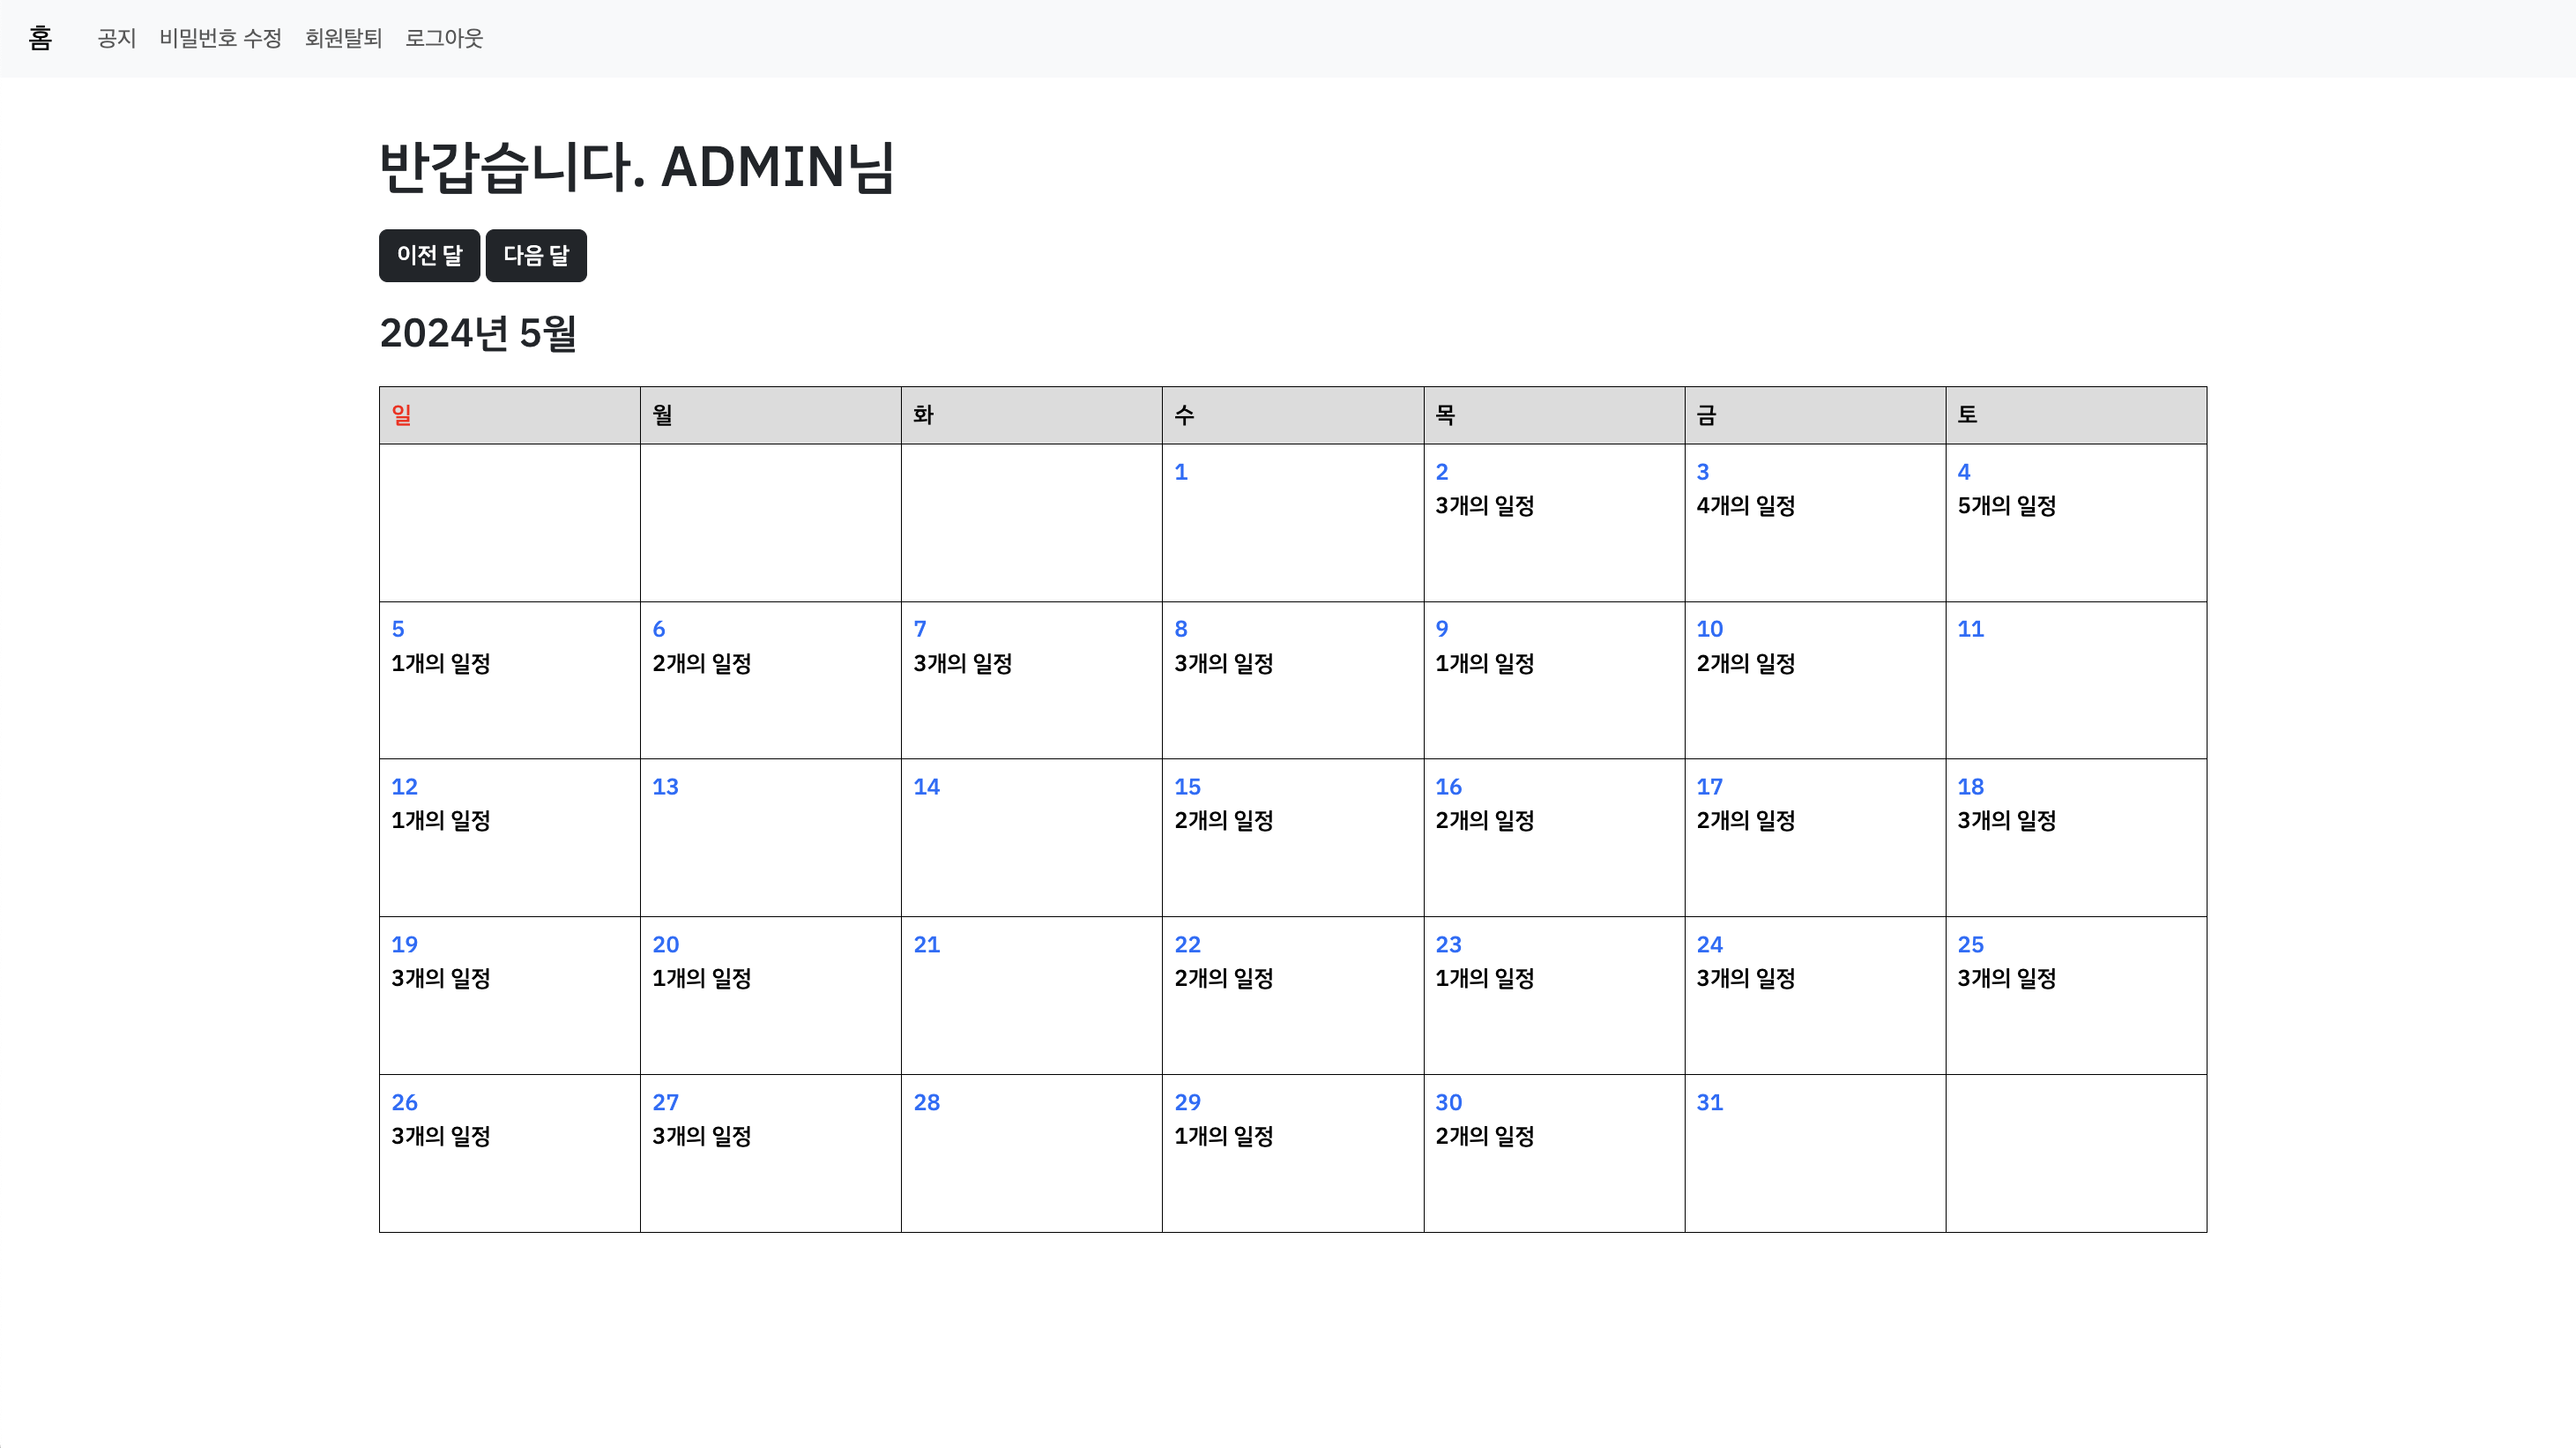 홈 공지 비밀번호 수정 회원탈퇴 로그아웃
반갑습니다. ADMIN님
이전 달 다음 달
2024년 5월
일 월 화 수 목 금 토
1 2 3 4
3개의 일정 4개의 일정 5개의 일정
5 6 7 8 9 10 11
1개의 일정 2개의 일정 3개의 일정 3개의 일정 1개의 일정 2개의 일정
12 13 14 15 16 17 18
1개의 일정 2개의 일정 2개의 일정 2개의 일정 3개의 일정
19 20 21 22 23 24 25
3개의 일정 1개의 일정 2개의 일정 1개의 일정 3개의 일정 3개의 일정
26 27 28 29 30 31
3개의 일정 3개의 일정 1개의 일정 2개의 일정